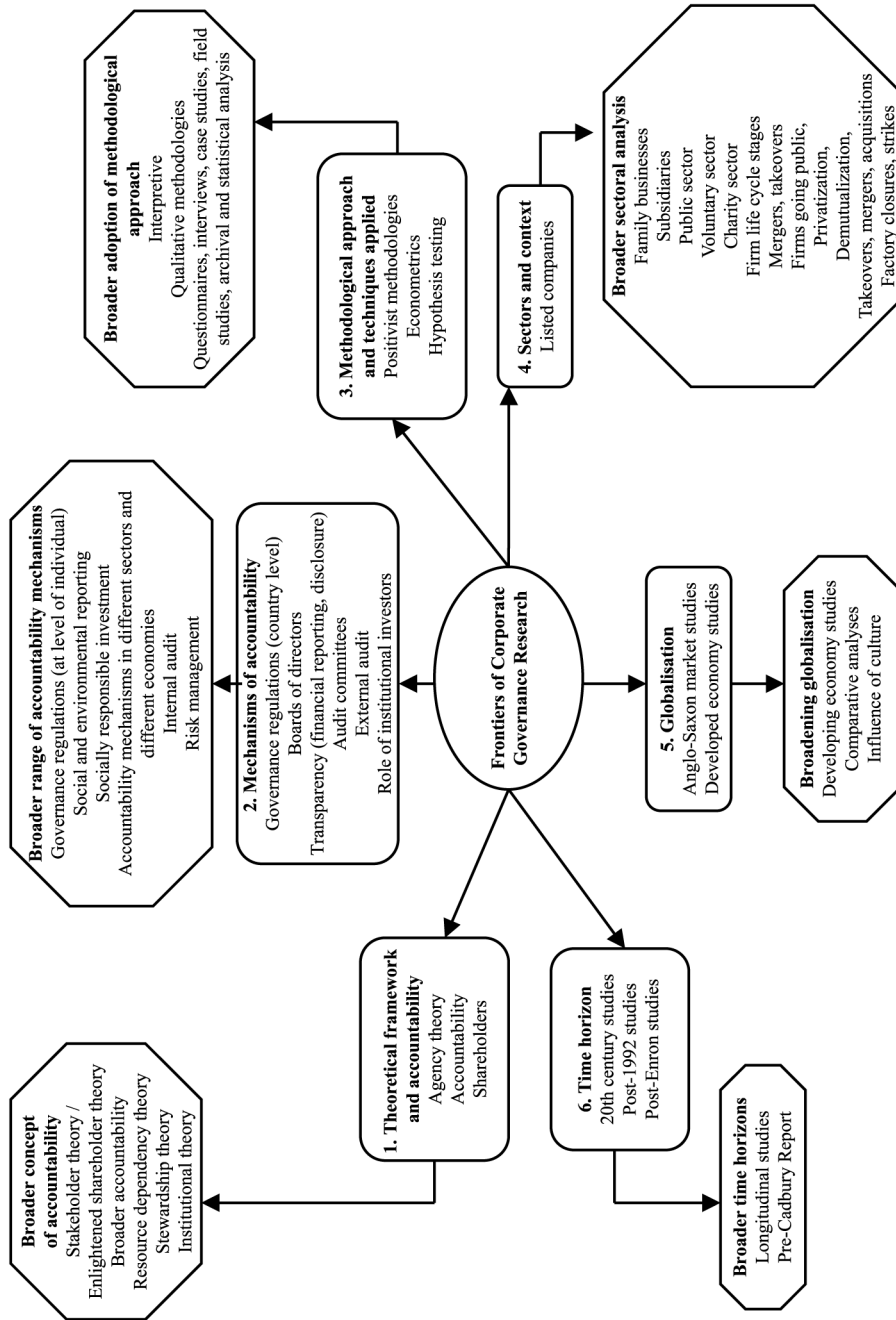 Frontiers of Corporate
Governance Research
1. Theoretical framework
and accountability
Agency theory
Accountability
Shareholders
Broader concept
of accountability
Stakeholder theory /
Enlightened shareholder theory
Broader accountability
Resource dependency theory
Stewardship theory
Institutional theory
2. Mechanisms of accountability
Governance regulations (country level)
Boards of directors
Transparency (financial reporting, disclosure)
Audit committees
External audit
Role of institutional investors
Broader range of accountability mechanisms
Governance regulations (at level of individual)
Social and environmental reporting
Socially responsible investment
Accountability mechanisms in different sectors and
different economies
Internal audit
Risk management
3. Methodological approach
and techniques applied
Positivist methodologies
Econometrics
Hypothesis testing
Broader adoption of methodological
approach
Interpretive
Qualitative methodologies
Questionnaires, interviews, case studies, field
studies, archival and statistical analysis
4. Sectors and context
Listed companies
Broader sectoral analysis
Family businesses
Subsidiaries
Public sector
Voluntary sector
Charity sector
Firm life cycle stages
Mergers, takeovers
Firms going public,
Privatization,
Demutualization,
Takeovers, mergers, acquisitions
Factory closures, strikes
5. Globalisation
Anglo-Saxon market studies
Developed economy studies
Broadening globalisation
Developing economy studies
Comparative analyses
Influence of culture
6. Time horizon
20th century studies
Post-1992 studies
Post-Enron studies
Broader time horizons
Longitudinal studies
Pre-Cadbury Report